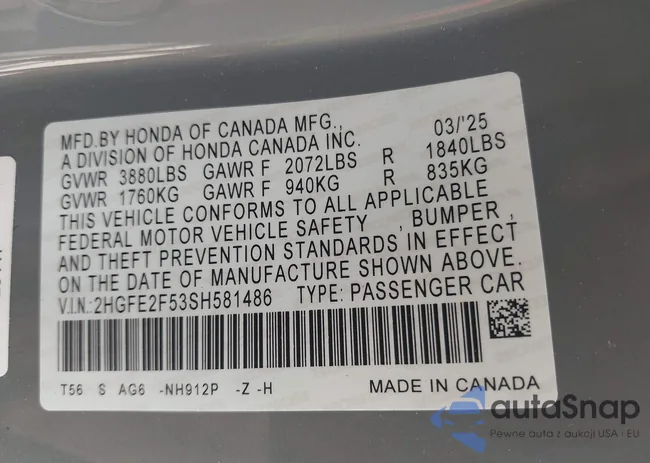 MFD.BY HONDA OF CANADA MFG., 03/'25
A DIVISION OF HONDA CANADA INC.
GVWR 3880LBS GAWR F 2072LBS R 1840LBS
GVWR 1760KG GAWR F 940KG R 835KG
THIS VEHICLE CONFORMS TO ALL APPLICABLE
FEDERAL MOTOR VEHICLE SAFETY , BUMPER ,
AND THEFT PREVENTION STANDARDS IN EFFECT
ON THE DATE OF MANUFACTURE SHOWN ABOVE.
V.I.N.:2HGFE2F53SH581486 TYPE: PASSENGER CAR
T56 S AG6 -NH912P -Z -H MADE IN CANADA
autaSnap
Pewne auta z aukcji USA i EU